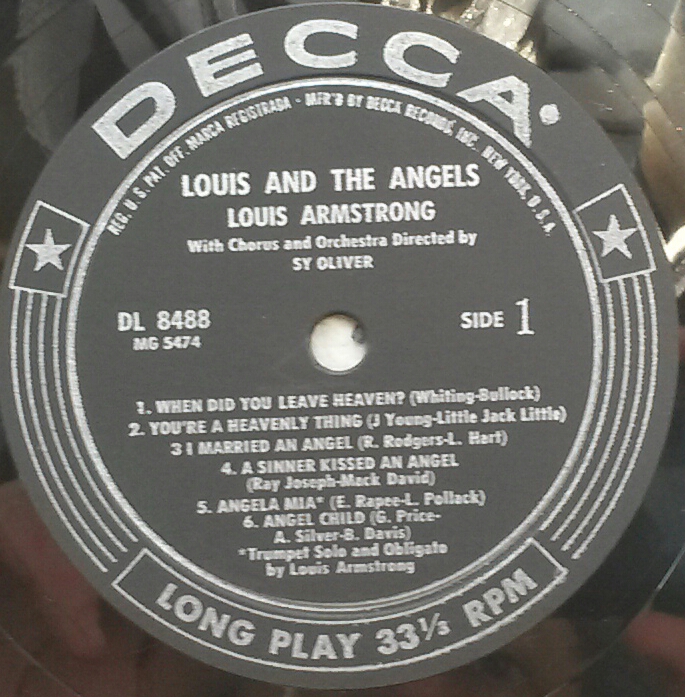 DECCA
REG. U.S. PAT. OFF. MARCA REGISTRADA - MFR'D BY DECCA RECORDS, INC. NEW YORK, U.S.A.
LOUIS AND THE ANGELS
LOUIS ARMSTRONG
With Chorus and Orchestra Directed by
SY OLIVER
DL 8488
MG 5474
SIDE 1
1. WHEN DID YOU LEAVE HEAVEN? (Whiting-Bullock)
2. YOU'RE A HEAVENLY THING (J Young-Little Jack Little)
3 I MARRIED AN ANGEL (R. Rodgers-L. Hart)
4. A SINNER KISSED AN ANGEL
(Ray Joseph-Mack David)
5. ANGELA MIA* (E. Rapee-L. Pollack)
6. ANGEL CHILD (G. Price-
A. Silver-B. Davis)
*Trumpet Solo and Obligato
by Louis Armstrong
LONG PLAY 33⅓ RPM